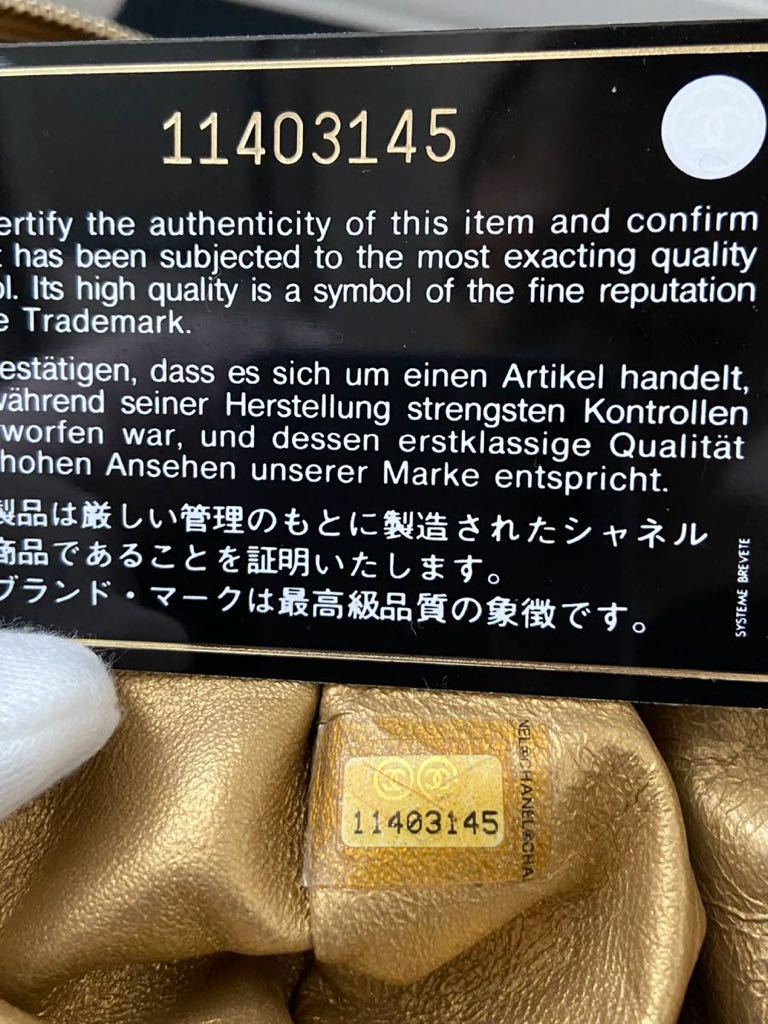 11403145
ertify the authenticity of this item and confirm
has been subjected to the most exacting quality
ol. Its high quality is a symbol of the fine reputation
e Trademark.
estätigen, dass es sich um einen Artikel handelt,
während seiner Herstellung strengsten Kontrollen
rworfen war, und dessen erstklassige Qualität
hohen Ansehen unserer Marke entspricht.
製品は厳しい管理のもとに製造されたシャネル
商品であることを証明いたします。
ブランド・マークは最高級品質の象徴です。
SYSTEME BREVETE
NEL®CHANEL®CHA
11403145